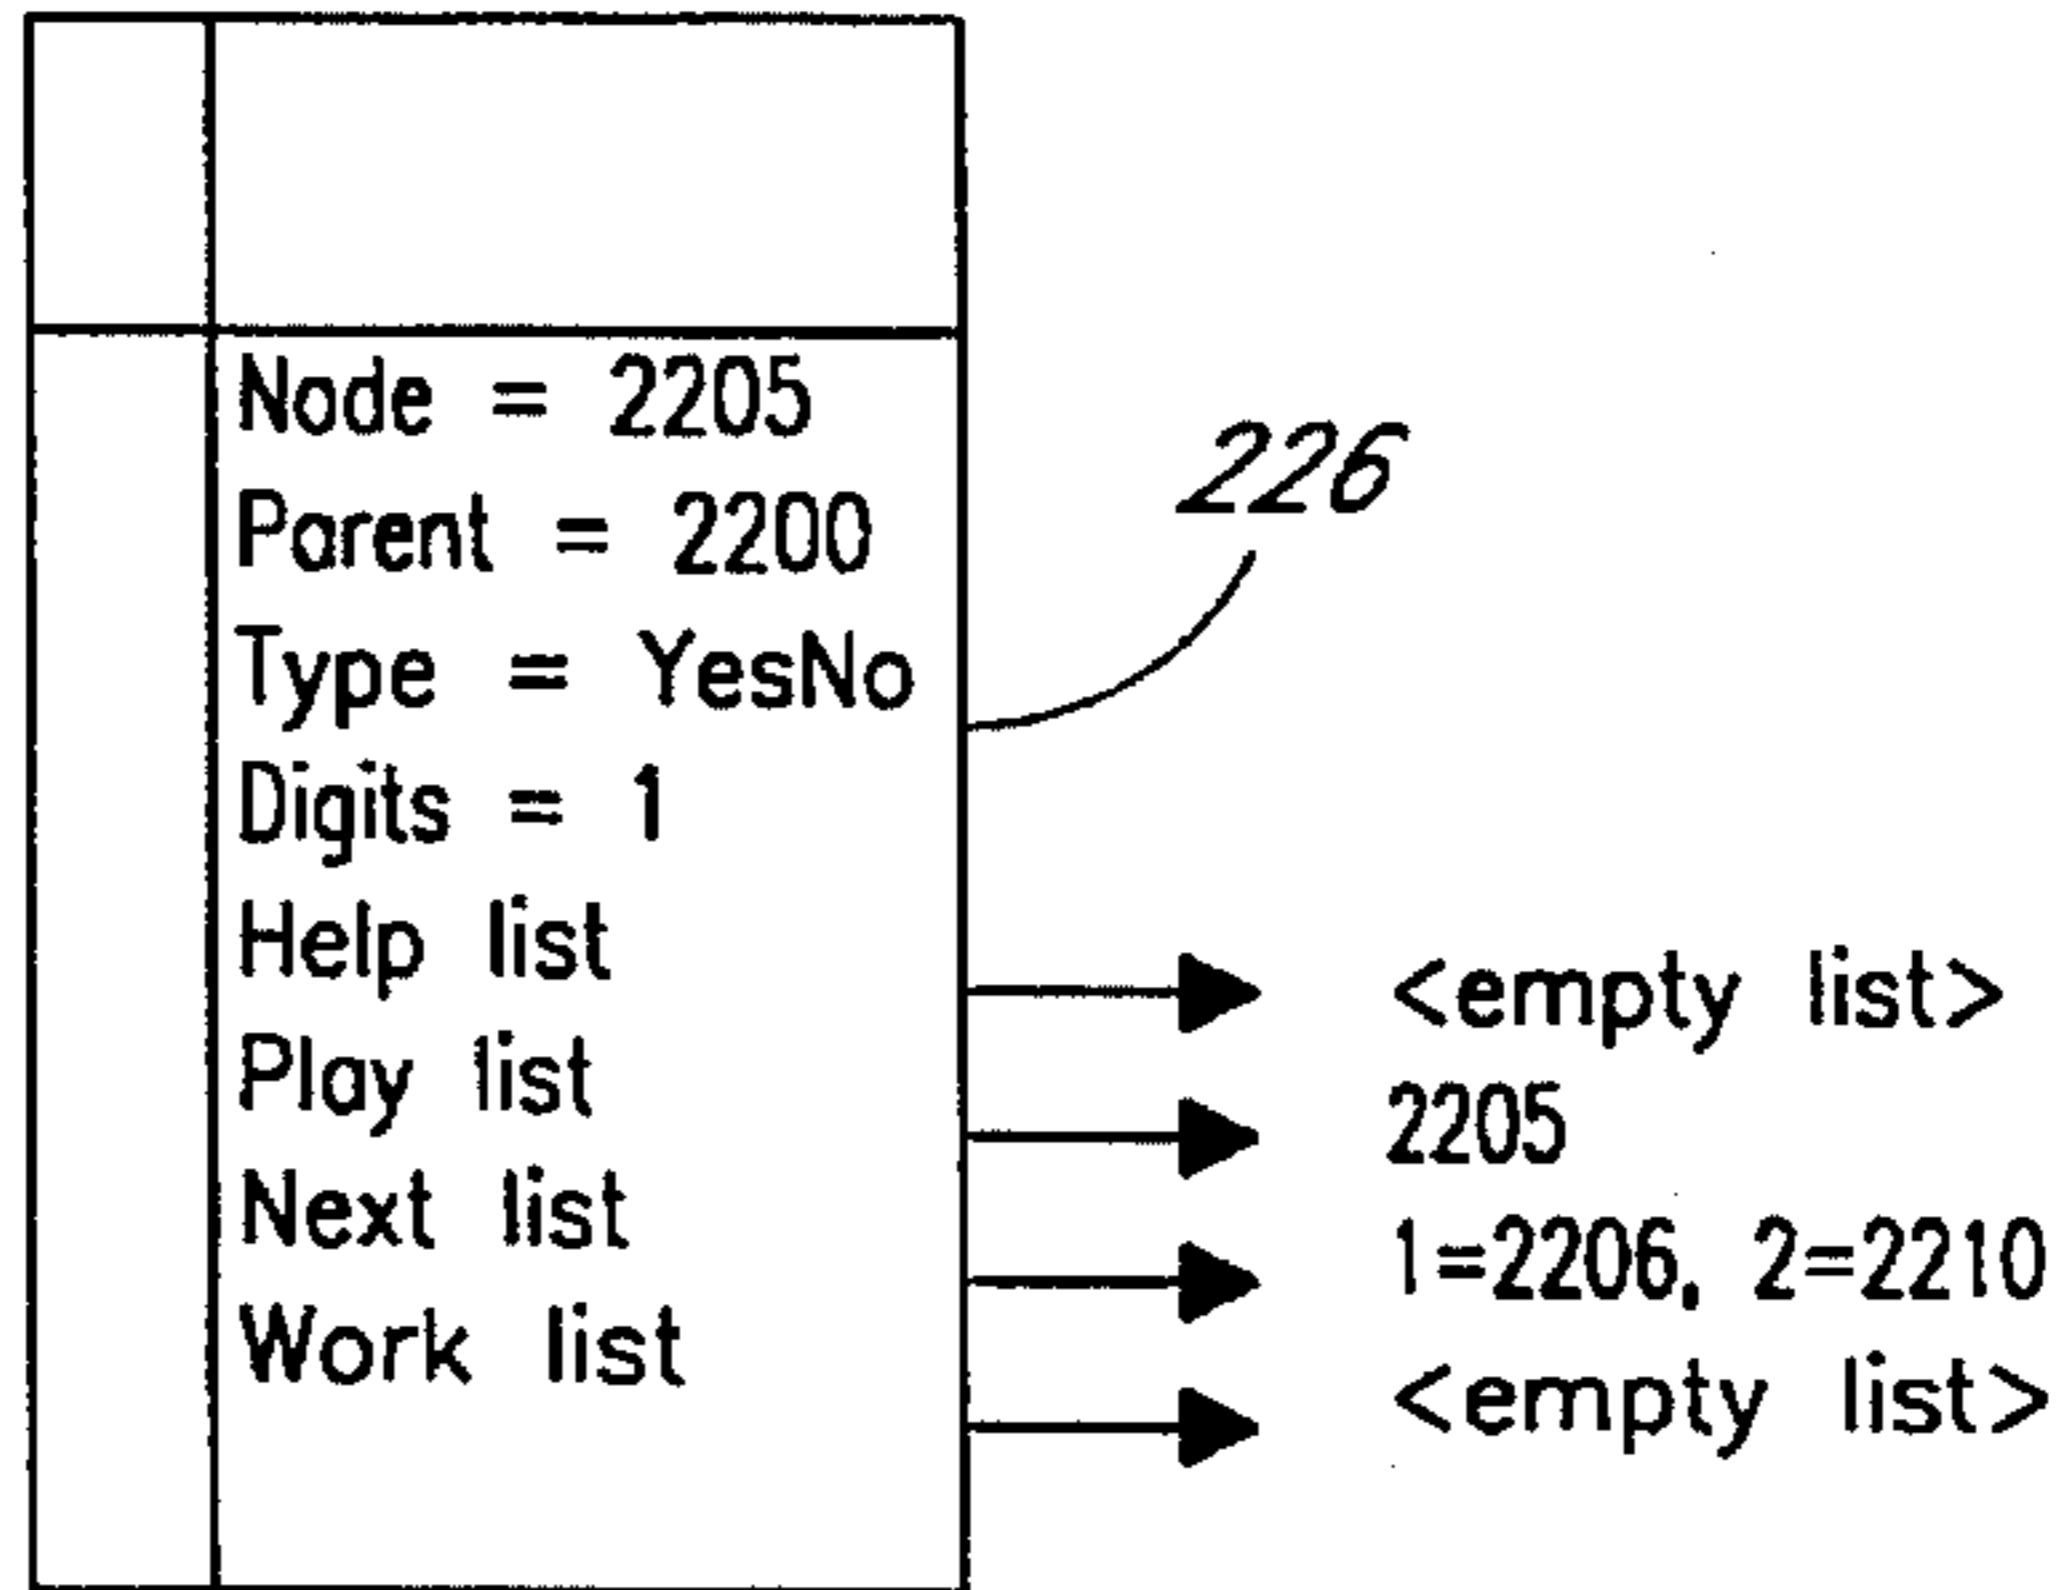 Node = 2205
226
Parent = 2200
Type = YesNo
Digits = 1
Help list
<empty list>
Play list
2205
Next list
1=2206, 2=2210
Work list
<empty list>